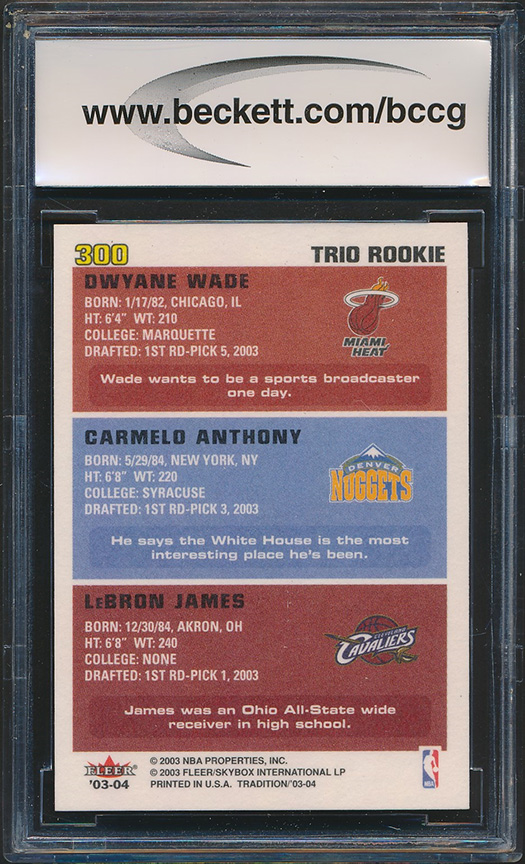 www.beckett.com/bccg
300 TRIO ROOKIE
DWYANE WADE
BORN: 1/17/82, CHICAGO, IL
HT: 6'4" WT: 210
COLLEGE: MARQUETTE
DRAFTED: 1ST RD-PICK 5, 2003
MIAMI
HEAT
Wade wants to be a sports broadcaster
one day.
CARMELO ANTHONY
BORN: 5/29/84, NEW YORK, NY
HT: 6'8" WT: 220
COLLEGE: SYRACUSE
DRAFTED: 1ST RD-PICK 3, 2003
DENVER
NUGGETS
He says the White House is the most
interesting place he's been.
LeBRON JAMES
BORN: 12/30/84, AKRON, OH
HT: 6'8" WT: 240
COLLEGE: NONE
DRAFTED: 1ST RD-PICK 1, 2003
CLEVELAND
CAVALIERS
James was an Ohio All-State wide
receiver in high school.
FLEER
'03-04
© 2003 NBA PROPERTIES, INC.
© 2003 FLEER/SKYBOX INTERNATIONAL LP
PRINTED IN U.S.A. TRADITION/'03-04
NBA